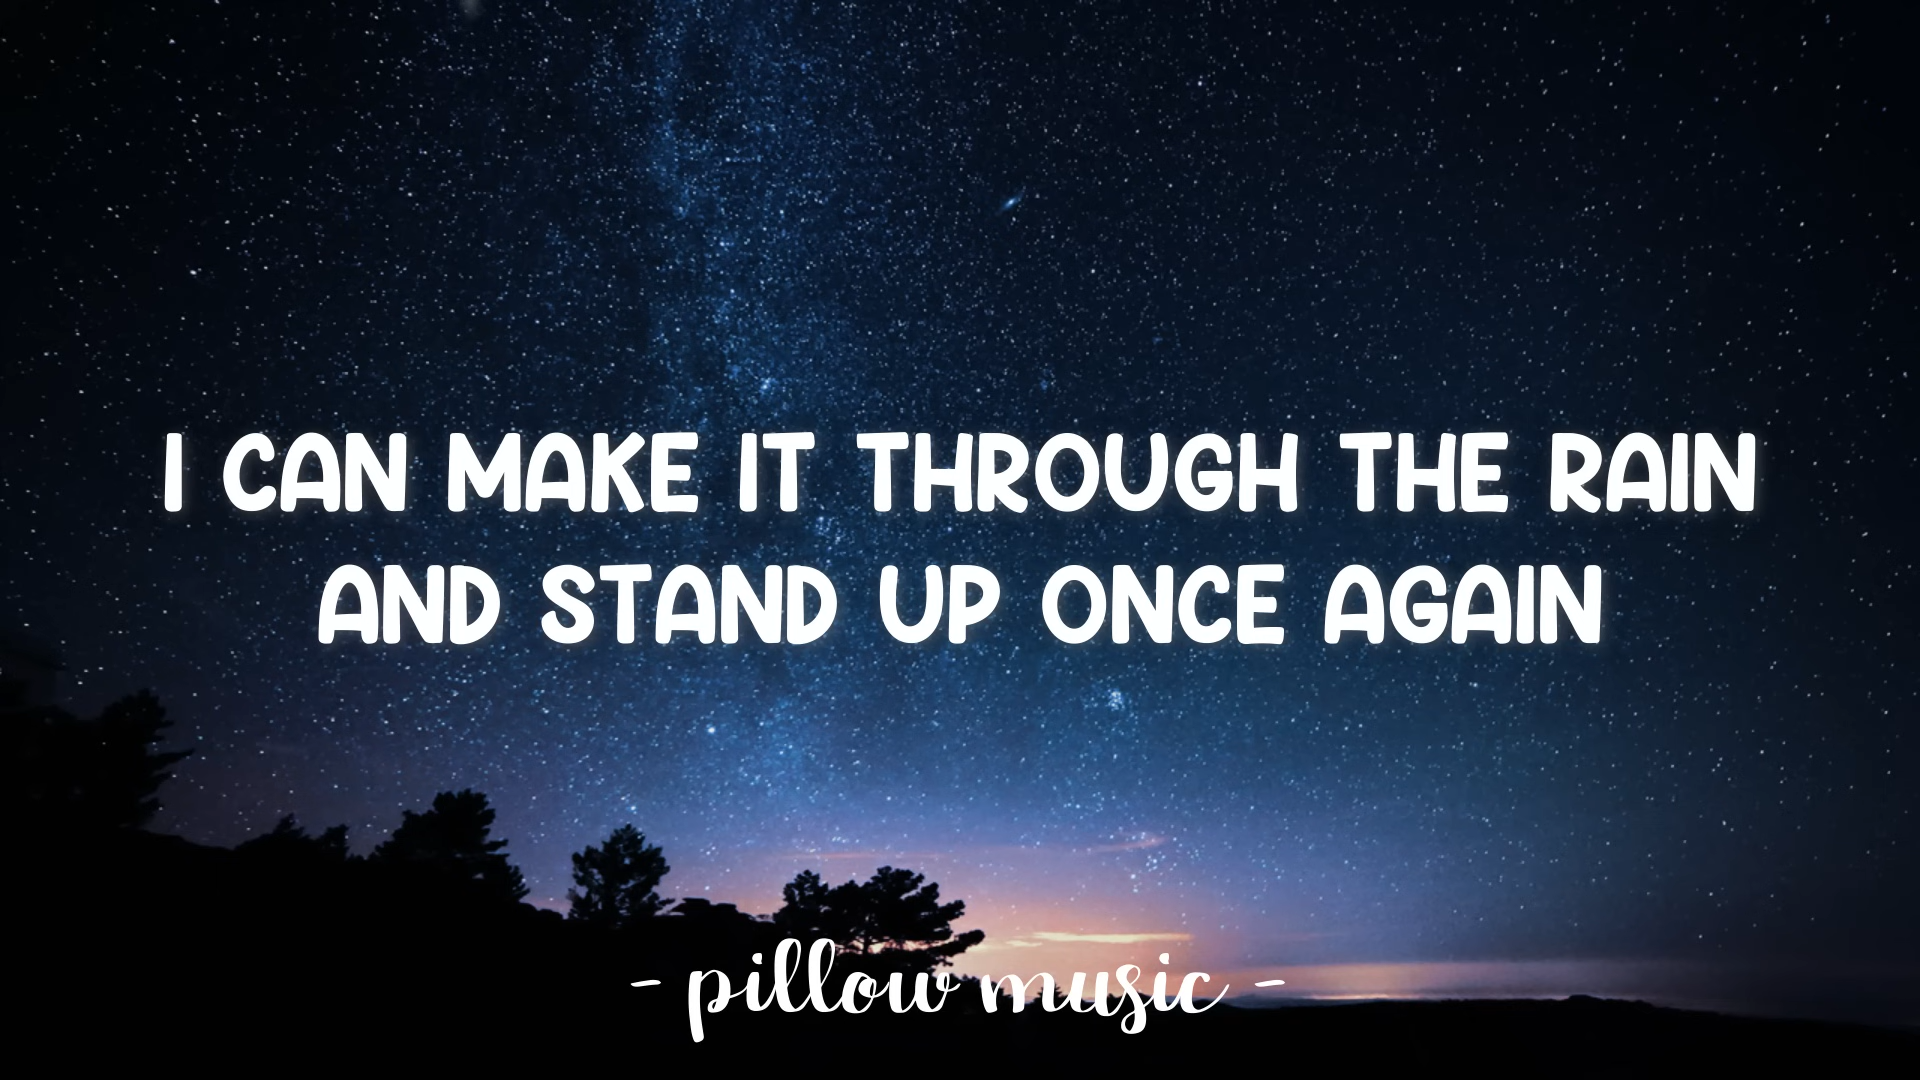 I CAN MAKE IT THROUGH THE RAIN
AND STAND UP ONCE AGAIN
- pillow music -